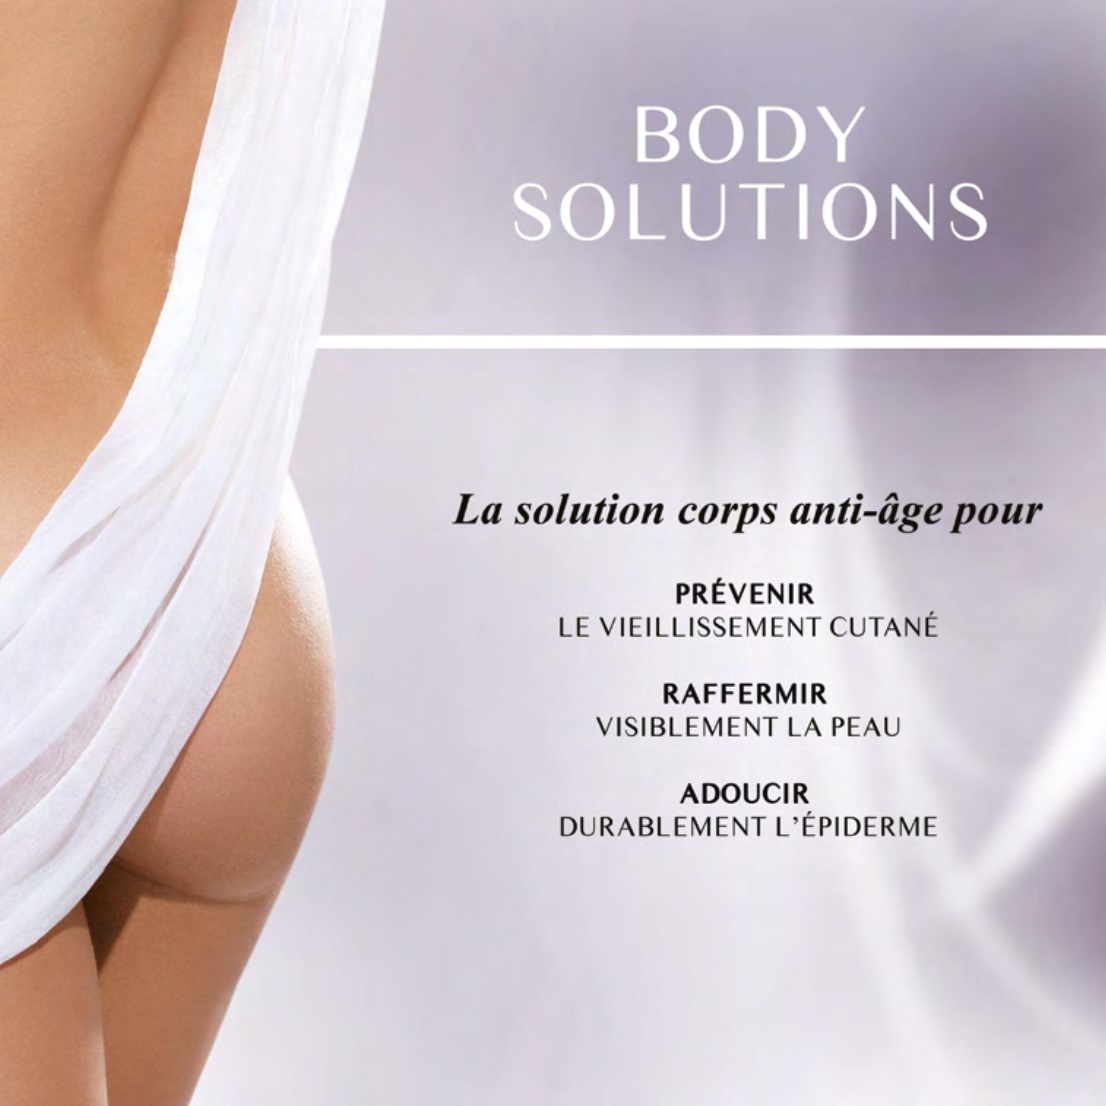 BODY
SOLUTIONS
La solution corps anti-âge pour
PRÉVENIR
LE VIEILLISSEMENT CUTANÉ
RAFFERMIR
VISIBLEMENT LA PEAU
ADOUCIR
DURABLEMENT L'ÉPIDERME